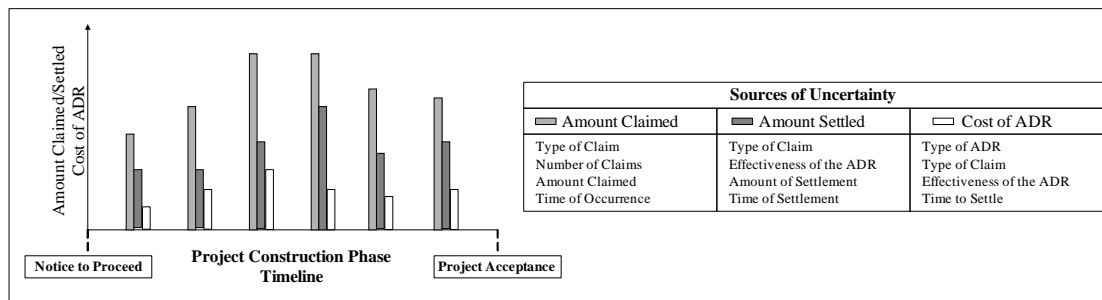 Amount Claimed/Settled
Cost of ADR
Notice to Proceed
Project Construction Phase
Timeline
Project Acceptance
Sources of Uncertainty
Amount Claimed
Amount Settled
Cost of ADR
Type of Claim
Number of Claims
Amount Claimed
Time of Occurrence
Type of Claim
Effectiveness of the ADR
Amount of Settlement
Time of Settlement
Type of ADR
Type of Claim
Effectiveness of the ADR
Time to Settle